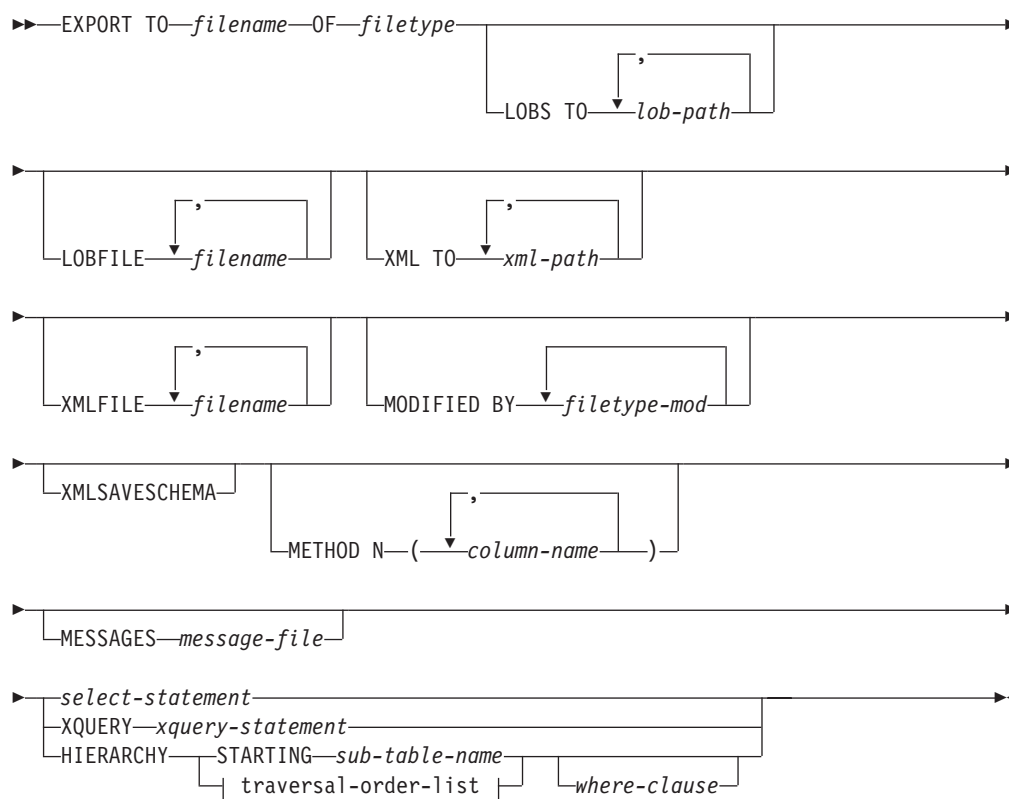 EXPORT TO filename OF filetype
,
LOBS TO lob-path
, ,
LOBFILE filename XML TO xml-path
,
XMLFILE filename MODIFIED BY filetype-mod
XMLSAVESCHEMA
,
METHOD N ( column-name )
MESSAGES message-file
select-statement
XQUERY xquery-statement
HIERARCHY STARTING sub-table-name
traversal-order-list where-clause